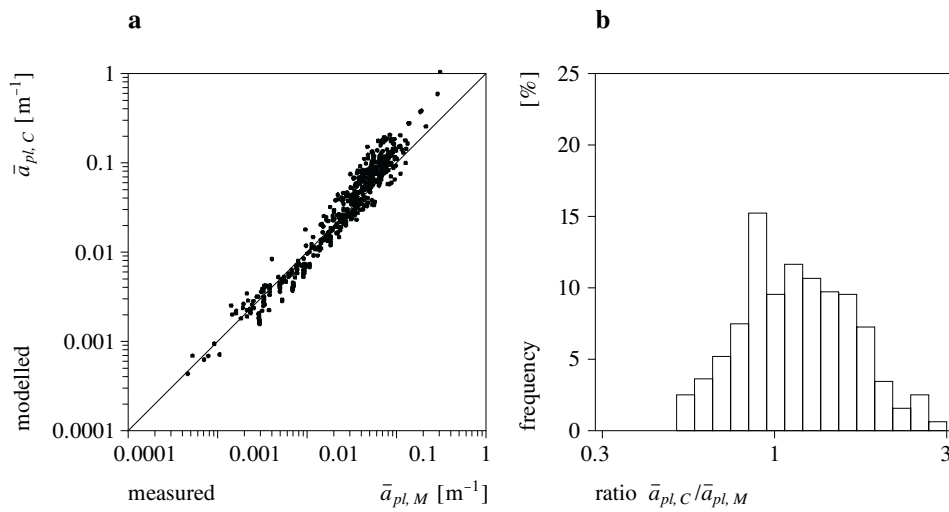 a
ā_pl, C [m⁻¹]
modelled
1
0.1
0.01
0.001
0.0001
0.0001 0.001 0.01 0.1 1
measured ā_pl, M [m⁻¹]
b
[%]
frequency
25
20
15
10
5
0
0.3 1 3
ratio ā_pl, C /ā_pl, M